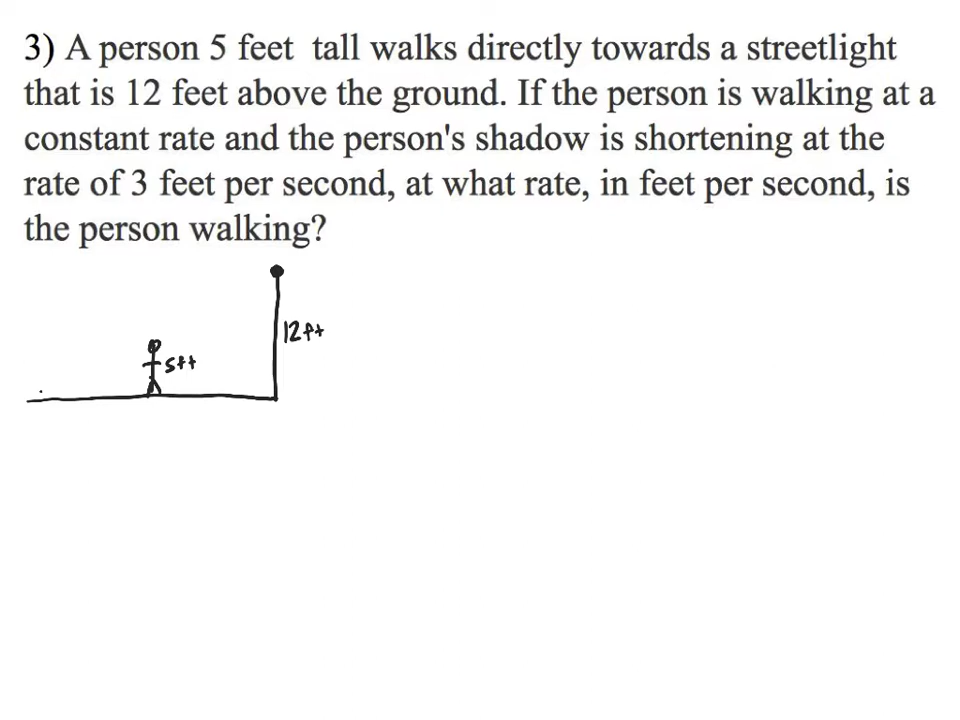 3) A person 5 feet tall walks directly towards a streetlight
that is 12 feet above the ground. If the person is walking at a
constant rate and the person's shadow is shortening at the
rate of 3 feet per second, at what rate, in feet per second, is
the person walking?
12ft
5ft